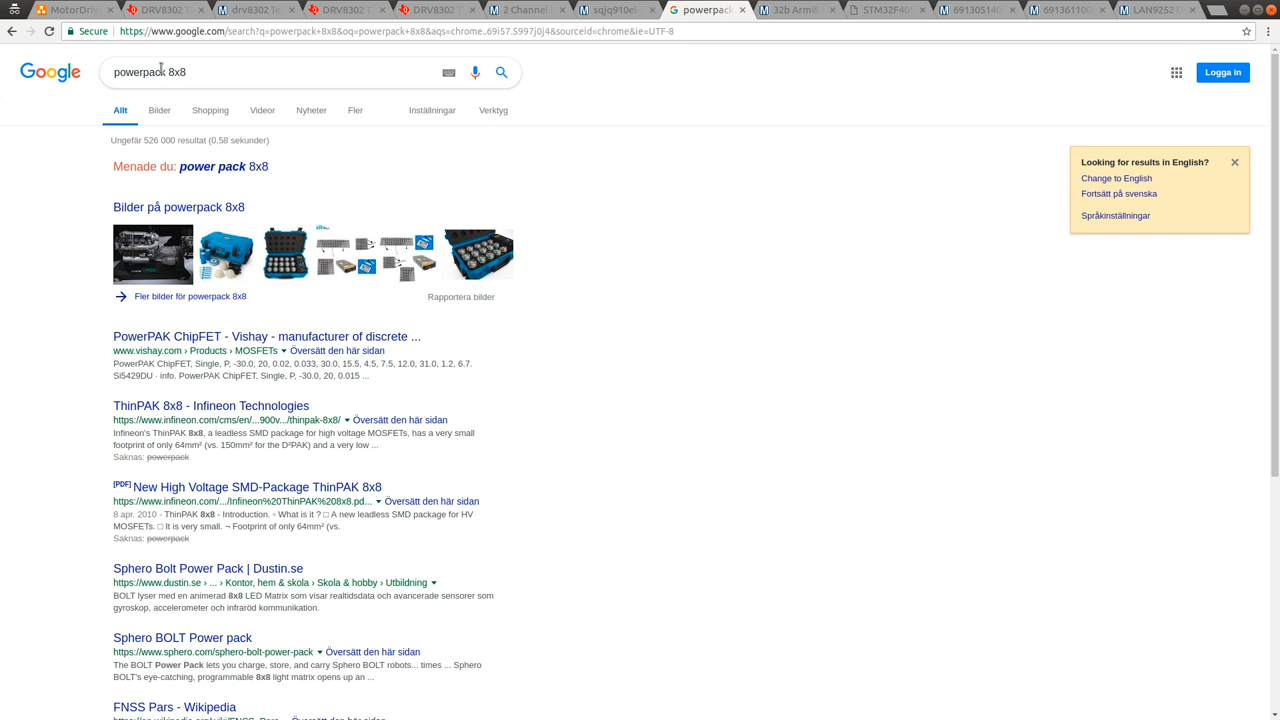 MotorDriv
DRV8302 T
drv8302 Te
DRV8302 T
DRV8302 T
2 Channel
sqjq910el
powerpack
32b Arm®
STM32F40
691305140
691361100
LAN9252 D
Secure https://www.google.com/search?q=powerpack+8x8&oq=powerpack+8x8&aqs=chrome..69i57.5997j0j4&sourceid=chrome&ie=UTF-8
Google
powerpack 8x8
Logga in
Allt Bilder Shopping Videor Nyheter Fler Inställningar Verktyg
Ungefär 526 000 resultat (0,58 sekunder)
Menade du: power pack 8x8
Looking for results in English?
Change to English
Fortsätt på svenska
Språkinställningar
Bilder på powerpack 8x8
Fler bilder för powerpack 8x8 Rapportera bilder
PowerPAK ChipFET - Vishay - manufacturer of discrete ...
www.vishay.com › Products › MOSFETs Översätt den här sidan
PowerPAK ChipFET, Single, P, -30.0, 20, 0.02, 0.033, 30.0, 15.5, 4.5, 7.5, 12.0, 31.0, 1.2, 6.7.
Si5429DU · info. PowerPAK ChipFET, Single, P, -30.0, 20, 0.015 ...
ThinPAK 8x8 - Infineon Technologies
https://www.infineon.com/cms/en/...900v.../thinpak-8x8/ Översätt den här sidan
Infineon's ThinPAK 8x8, a leadless SMD package for high voltage MOSFETs, has a very small
footprint of only 64mm² (vs. 150mm² for the D²PAK) and a very low ...
Saknas: powerpack
[PDF] New High Voltage SMD-Package ThinPAK 8x8
https://www.infineon.com/.../Infineon%20ThinPAK%208x8.pd... Översätt den här sidan
8 apr. 2010 - ThinPAK 8x8 - Introduction. ▫ What is it ? □ A new leadless SMD package for HV
MOSFETs. □ It is very small. ¬ Footprint of only 64mm² (vs.
Saknas: powerpack
Sphero Bolt Power Pack | Dustin.se
https://www.dustin.se › ... › Kontor, hem & skola › Skola & hobby › Utbildning
BOLT lyser med en animerad 8x8 LED Matrix som visar realtidsdata och avancerade sensorer som
gyroskop, accelerometer och infraröd kommunikation.
Sphero BOLT Power pack
https://www.sphero.com/sphero-bolt-power-pack Översätt den här sidan
The BOLT Power Pack lets you charge, store, and carry Sphero BOLT robots... times ... Sphero
BOLT's eye-catching, programmable 8x8 light matrix opens up an ...
FNSS Pars - Wikipedia